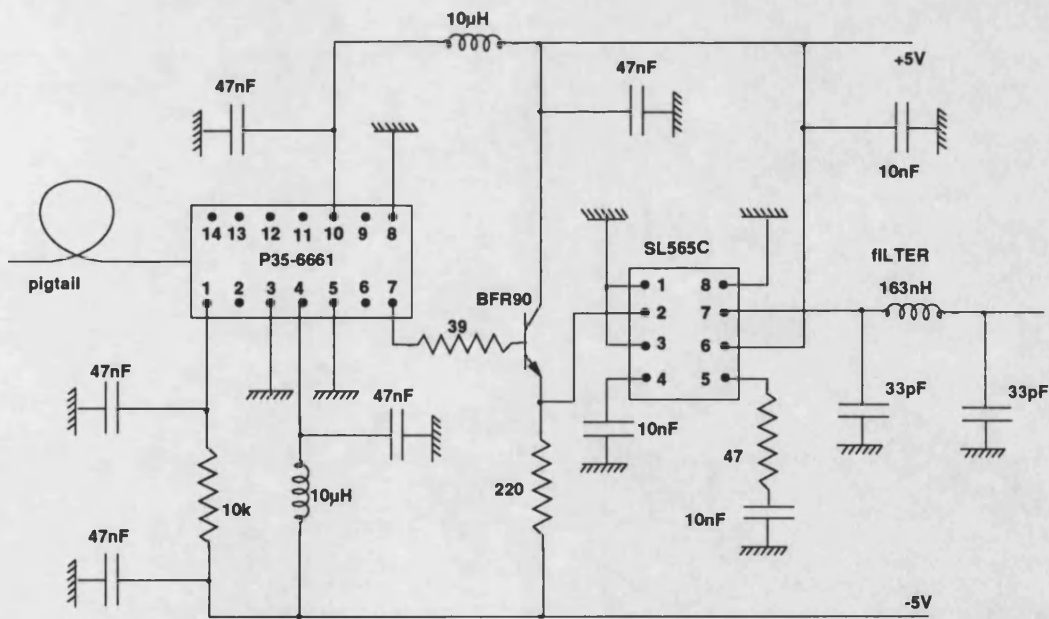 10µH
+5V
47nF
47nF
10nF
14 13 12 11 10 9 8
P35-6661
1 2 3 4 5 6 7
pigtail
SL565C
1 8
2 7
3 6
4 5
fILTER
163nH
BFR90
39
47nF
47nF
33pF
33pF
10nF
47
220
10µH
10k
47nF
10nF
-5V